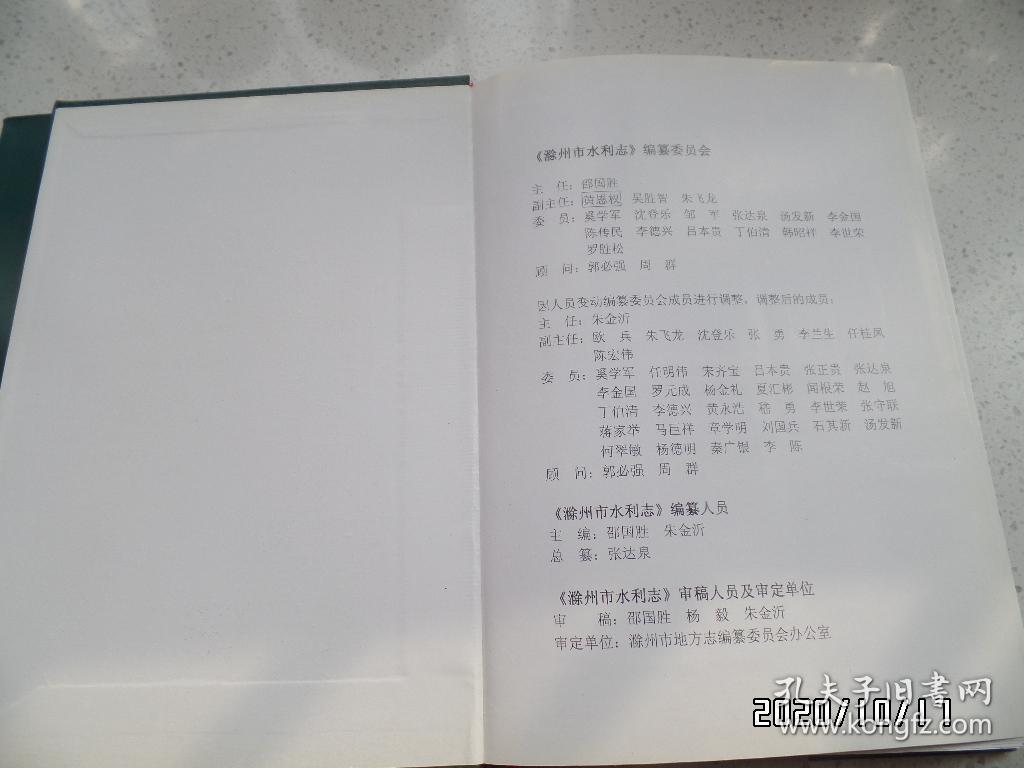 《滁州市水利志》编纂委员会
主 任：邵国胜
副主任：黄恩枧 吴胜智 朱飞龙
委 员：奚学军 沈登乐 邹 平 张达泉 汤发新 李金国
陈传民 李德兴 吕本贵 丁伯清 韩昭祥 李世荣
罗胜松
顾 问：郭必强 周 群
因人员变动编纂委员会成员进行调整，调整后的成员：
主 任：朱金沂
副主任：欧 兵 朱飞龙 沈登乐 张 勇 李兰生 任桂凤
陈宏伟
委 员：奚学军 任明伟 宋齐宝 吕本贵 张正贵 张达泉
李金国 罗元成 杨金礼 夏汇彬 闻根荣 赵 旭
丁伯清 李德兴 黄永浩 嵇 勇 李世荣 张守联
蒋家举 马巨祥 章学明 刘国兵 石其新 汤发新
何翠敏 杨德明 秦广银 李 陈
顾 问：郭必强 周 群
《滁州市水利志》编纂人员
主 编：邵国胜 朱金沂
总 纂：张达泉
《滁州市水利志》审稿人员及审定单位
审 稿：邵国胜 杨 毅 朱金沂
审定单位：滁州市地方志编纂委员会办公室
孔夫子旧书网
www.kongfz.com
2020/10/11